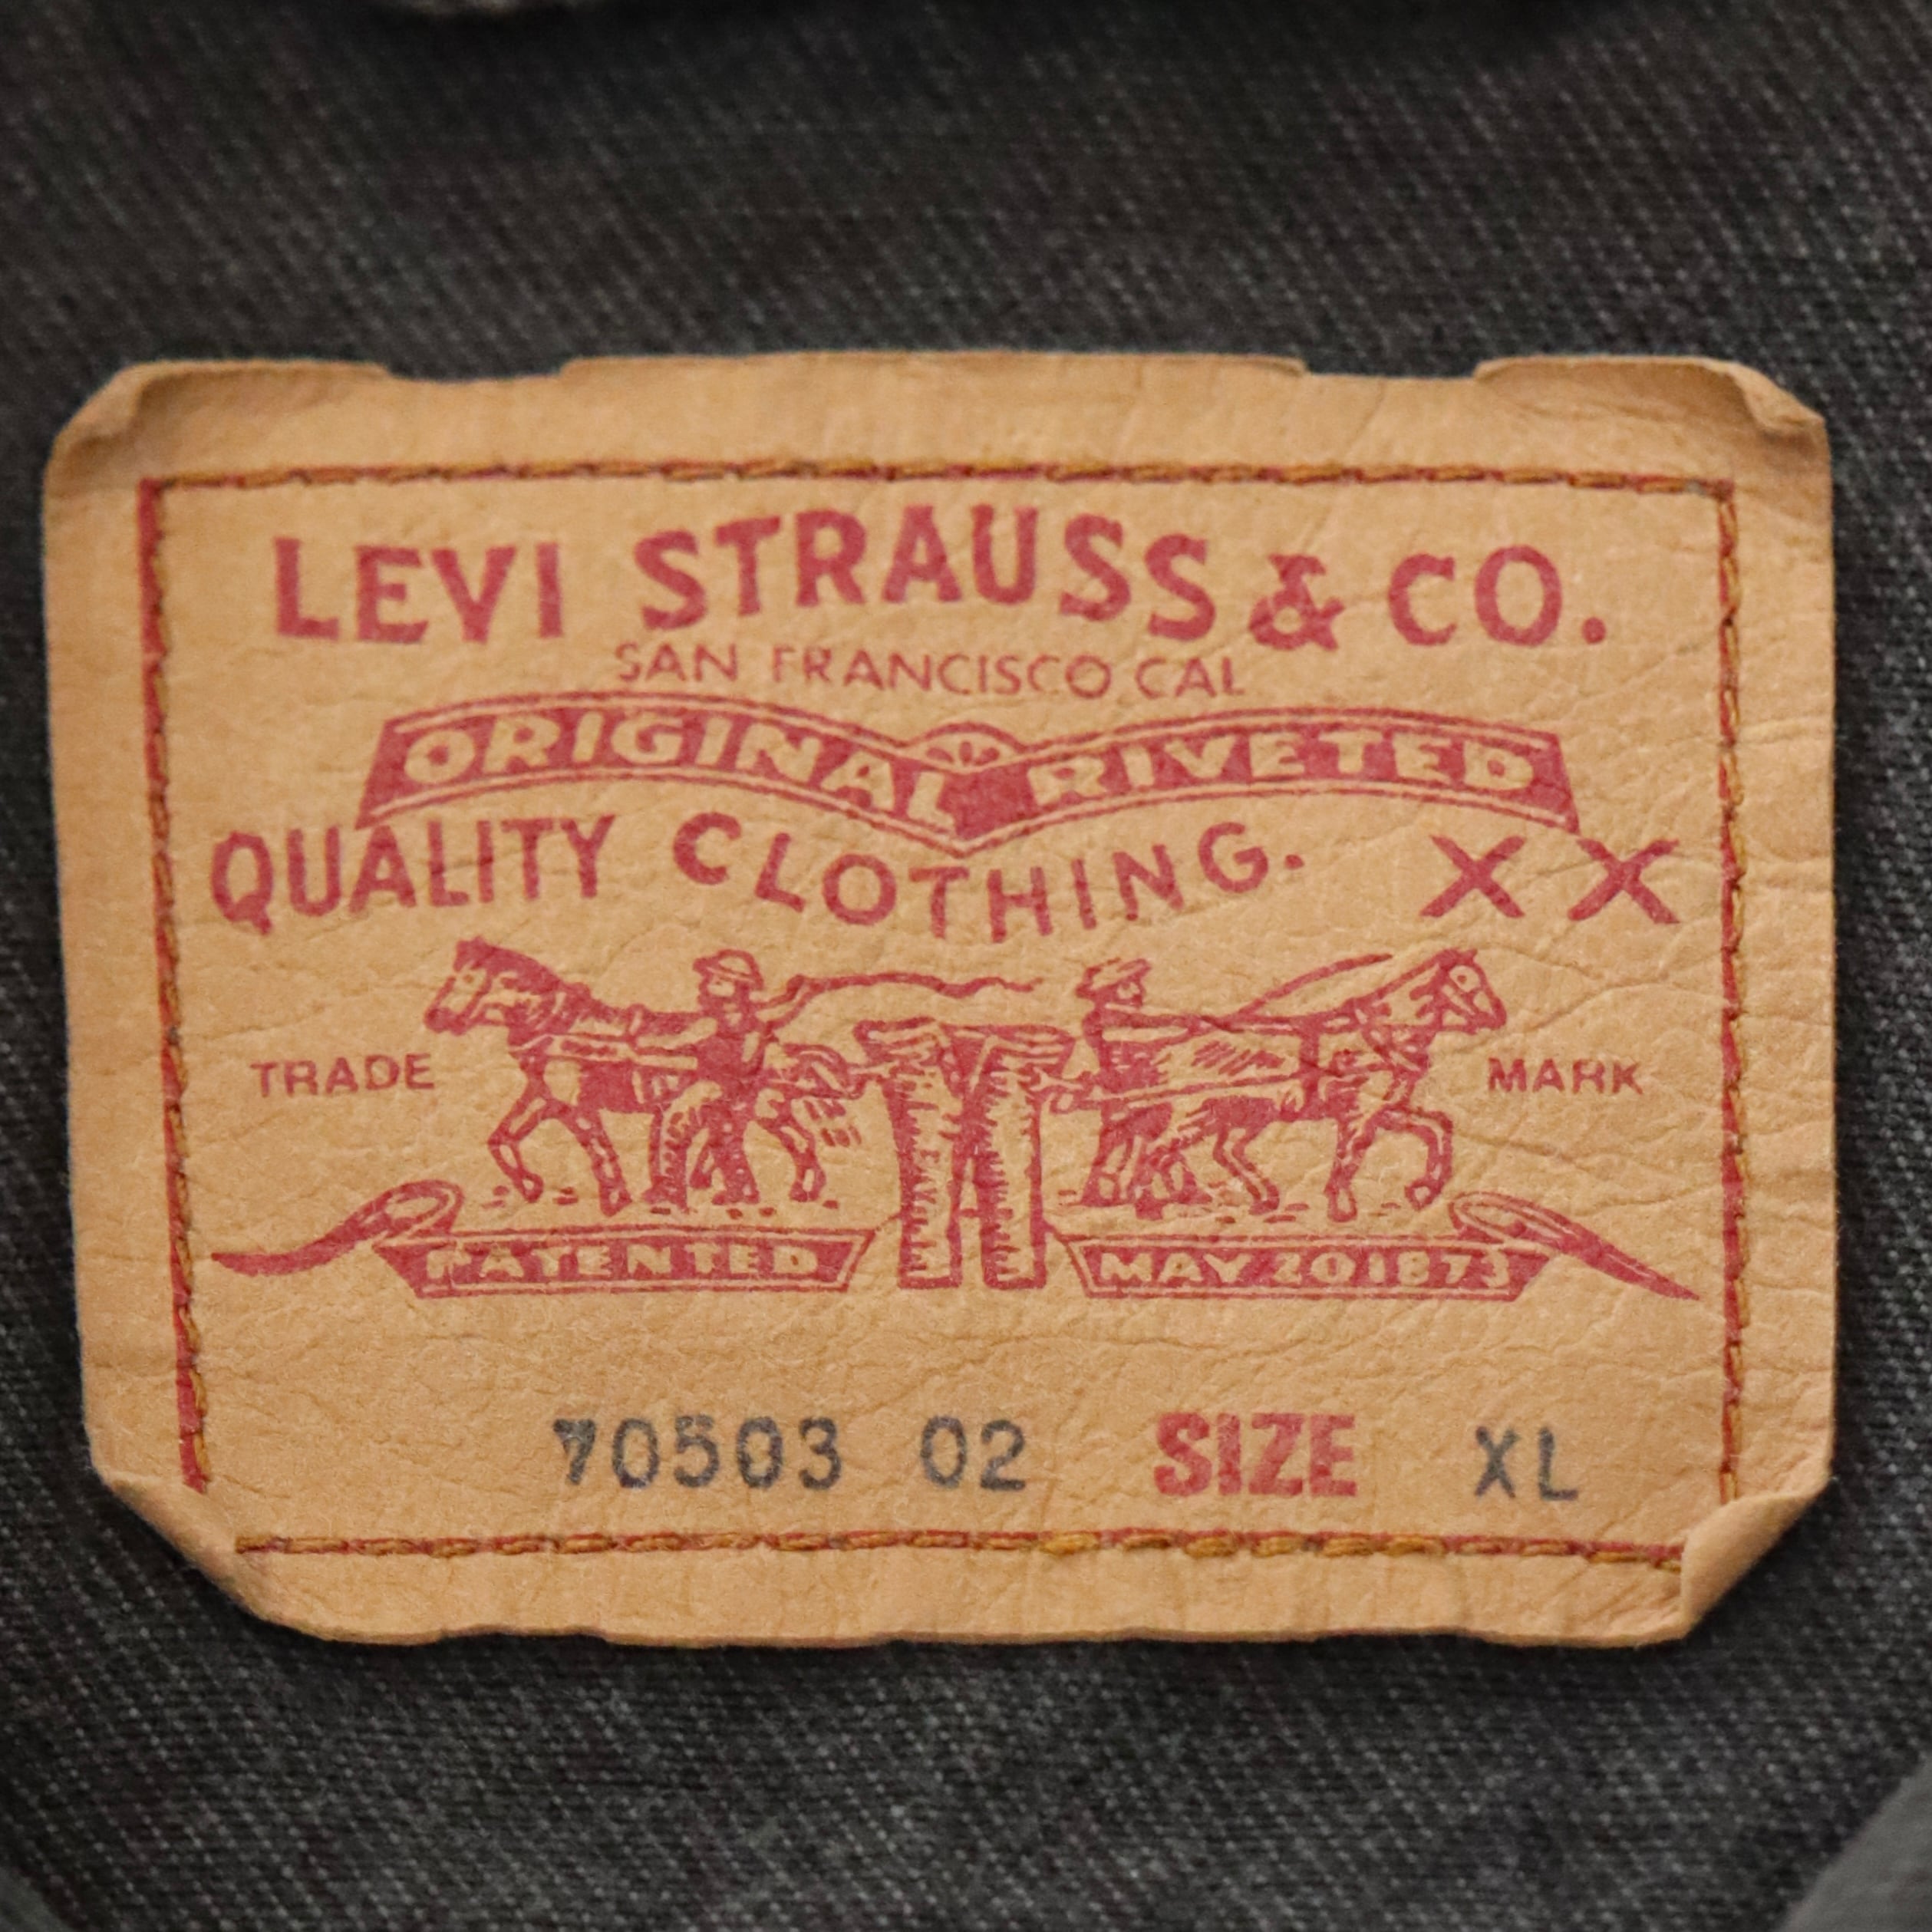 LEVI STRAUSS & CO.
SAN FRANCISCO CAL
ORIGINAL RIVETED
QUALITY CLOTHING. XX
TRADE MARK
PATENTED MAY 20 1873
70503 02 SIZE XL